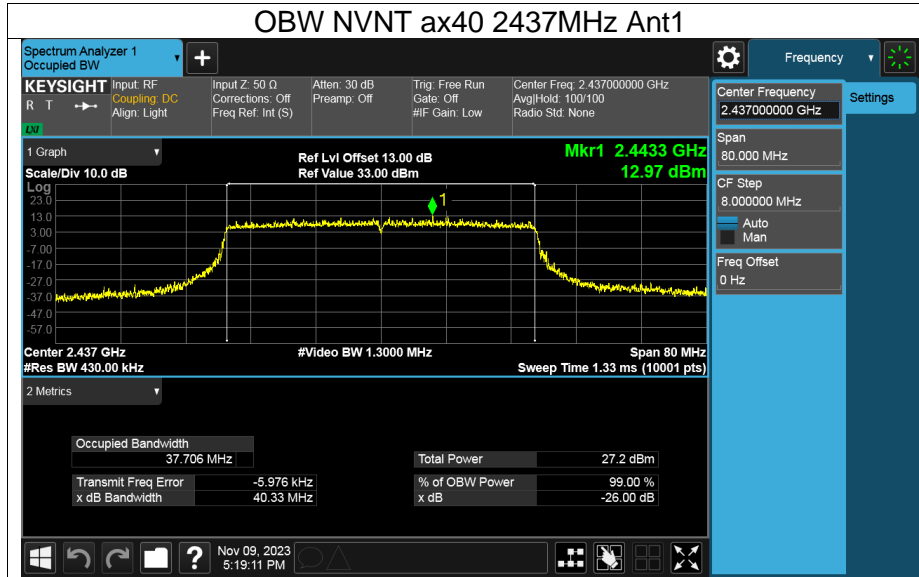 OBW NVNT ax40 2437MHz Ant1
Spectrum Analyzer 1
Occupied BW
+
Frequency
KEYSIGHT
R T
LXI
Input: RF
Coupling: DC
Align: Light
Input Z: 50 Ω
Corrections: Off
Freq Ref: Int (S)
Atten: 30 dB
Preamp: Off
Trig: Free Run
Gate: Off
#IF Gain: Low
Center Freq: 2.437000000 GHz
Avg|Hold: 100/100
Radio Std: None
Center Frequency
2.437000000 GHz
Settings
Span
80.000 MHz
CF Step
8.000000 MHz
Auto
Man
Freq Offset
0 Hz
1 Graph
Scale/Div 10.0 dB
Ref Lvl Offset 13.00 dB
Ref Value 33.00 dBm
Mkr1 2.4433 GHz
12.97 dBm
Log
23.0
13.0
3.00
-7.00
-17.0
-27.0
-37.0
-47.0
-57.0
1
Center 2.437 GHz
#Res BW 430.00 kHz
#Video BW 1.3000 MHz
Span 80 MHz
Sweep Time 1.33 ms (10001 pts)
2 Metrics
Occupied Bandwidth
37.706 MHz
Total Power 27.2 dBm
Transmit Freq Error -5.976 kHz
% of OBW Power 99.00 %
x dB Bandwidth 40.33 MHz
x dB -26.00 dB
?
Nov 09, 2023
5:19:11 PM